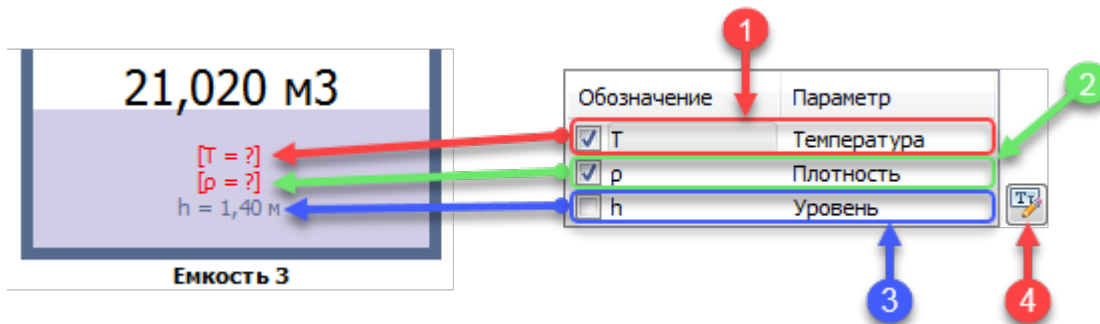 1
21,020 м3
2
Обозначение Параметр
T Температура
[T = ?]
ρ Плотность
[ρ = ?]
h Уровень
h = 1,40 м
Емкость 3
3
4